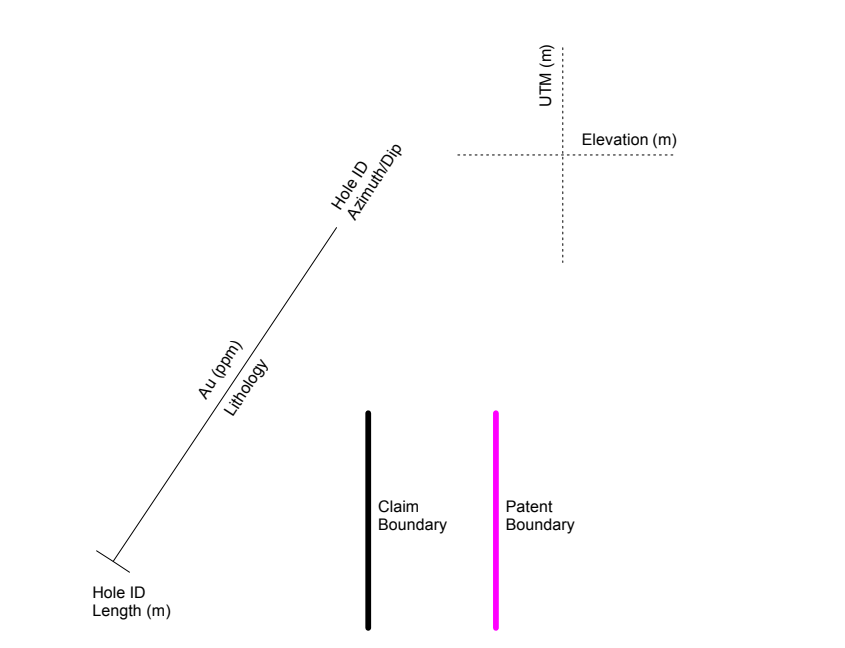 UTM (m)
Elevation (m)
Hole ID
Azimuth/Dip
Au (ppm)
Lithology
Claim
Boundary
Patent
Boundary
Hole ID
Length (m)